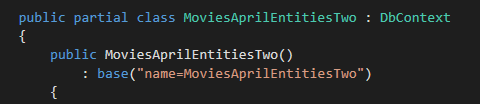 public partial class MoviesAprilEntitiesTwo : DbContext
{
    public MoviesAprilEntitiesTwo()
        : base("name=MoviesAprilEntitiesTwo")
    {